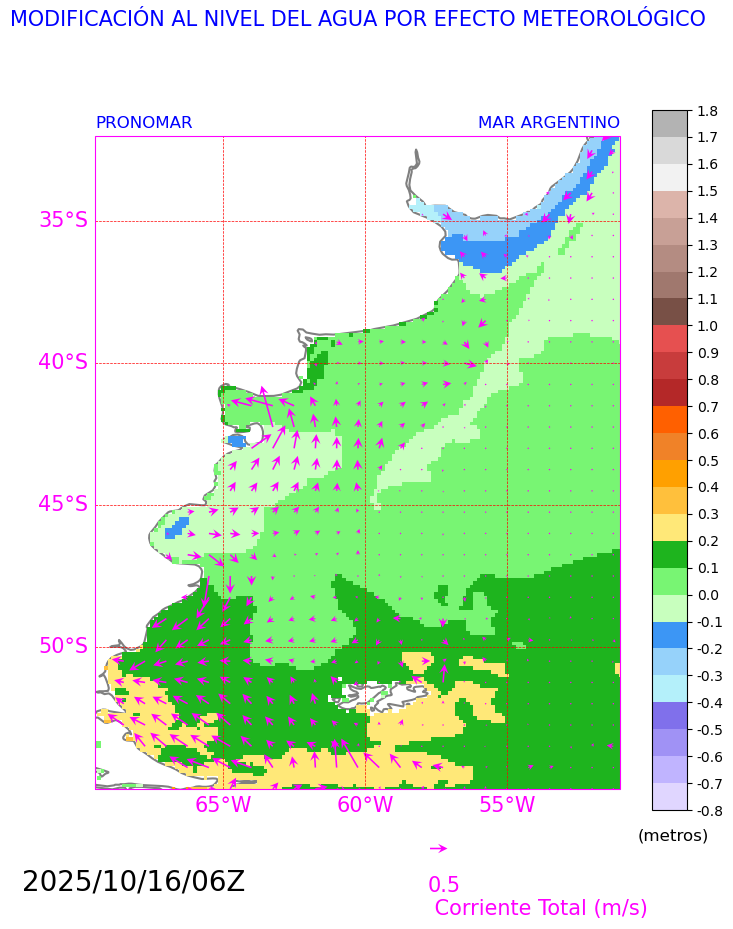 MODIFICACIÓN AL NIVEL DEL AGUA POR EFECTO METEOROLÓGICO
PRONOMAR MAR ARGENTINO
35°S
40°S
45°S
50°S
65°W 60°W 55°W
1.8
1.7
1.6
1.5
1.4
1.3
1.2
1.1
1.0
0.9
0.8
0.7
0.6
0.5
0.4
0.3
0.2
0.1
0.0
-0.1
-0.2
-0.3
-0.4
-0.5
-0.6
-0.7
-0.8
(metros)
2025/10/16/06Z
0.5
Corriente Total (m/s)